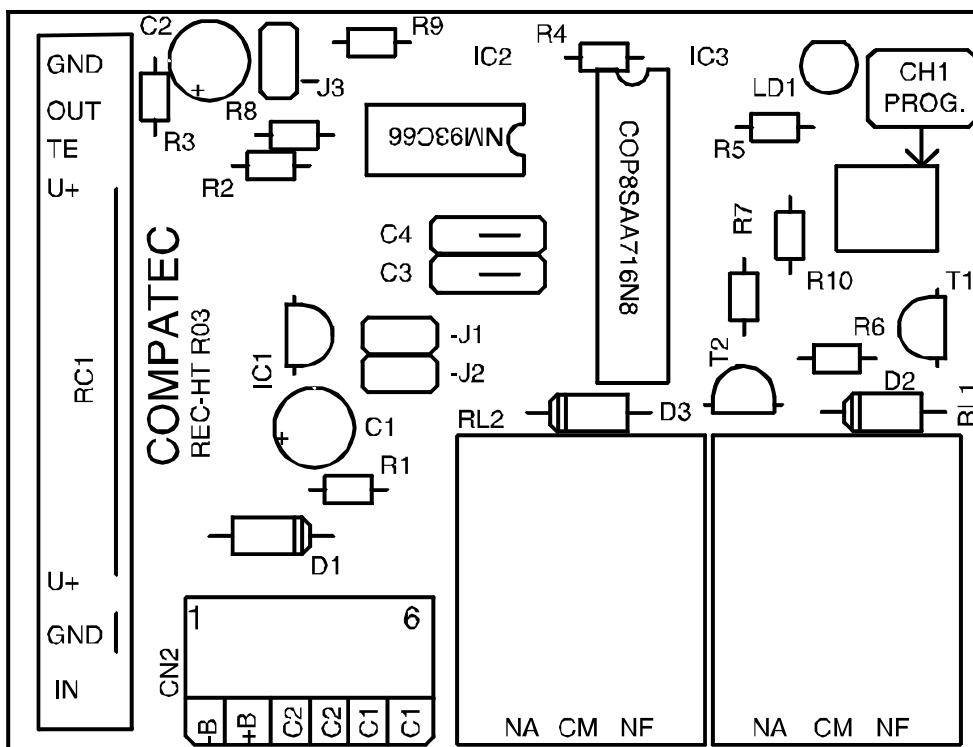 C2
R9
R4
IC2
IC3
GND
OUT
TE
U+
R3
R8
J3
R2
NM93C66
COP8SAA716N8
LD1
CH1
PROG.
R5
R7
R10
C4
C3
COMPATEC
REC-HT R03
RC1
IC1
-J1
-J2
T1
R6
T2
D2
RL1
RL2
D3
C1
R1
D1
U+
GND
IN
CN2
1 6
-B +B C2 C2 C1 C1
NA CM NF
NA CM NF